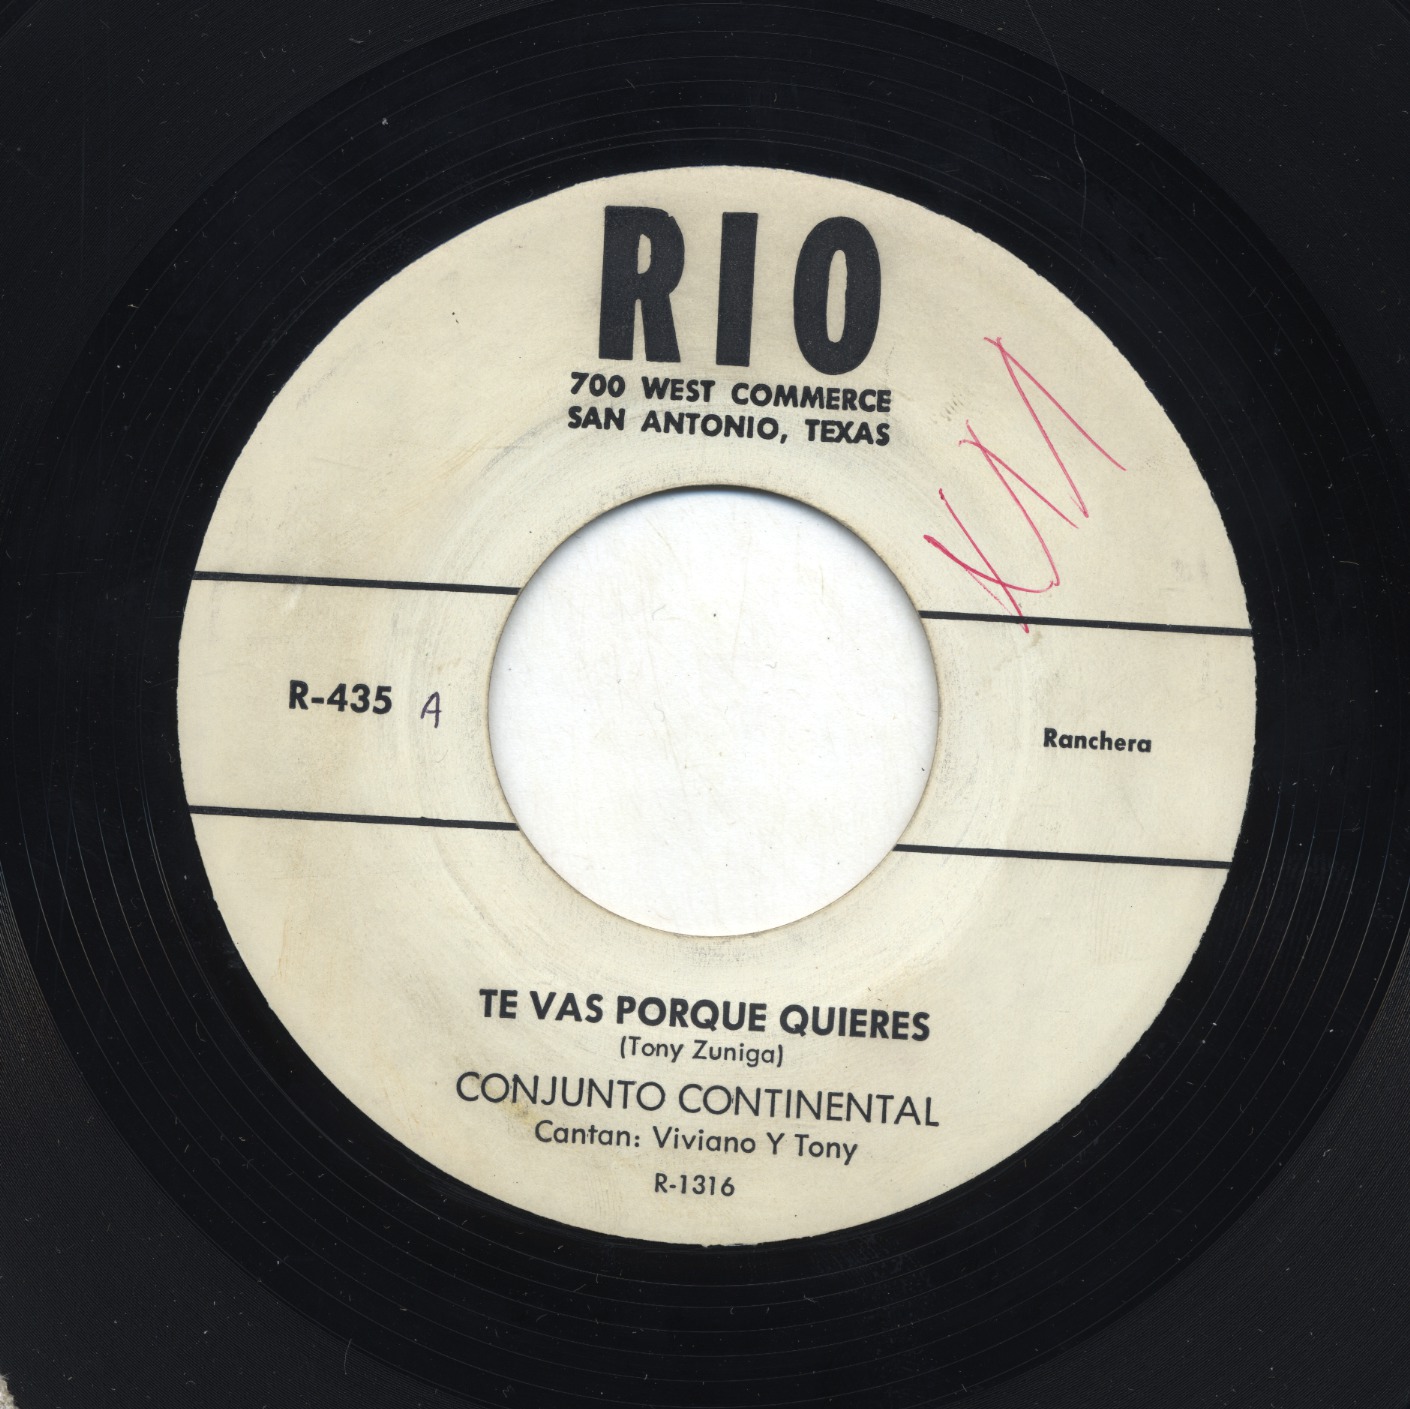 RIO
700 WEST COMMERCE
SAN ANTONIO, TEXAS
R-435 A
Ranchera
TE VAS PORQUE QUIERES
(Tony Zuniga)
CONJUNTO CONTINENTAL
Cantan: Viviano Y Tony
R-1316